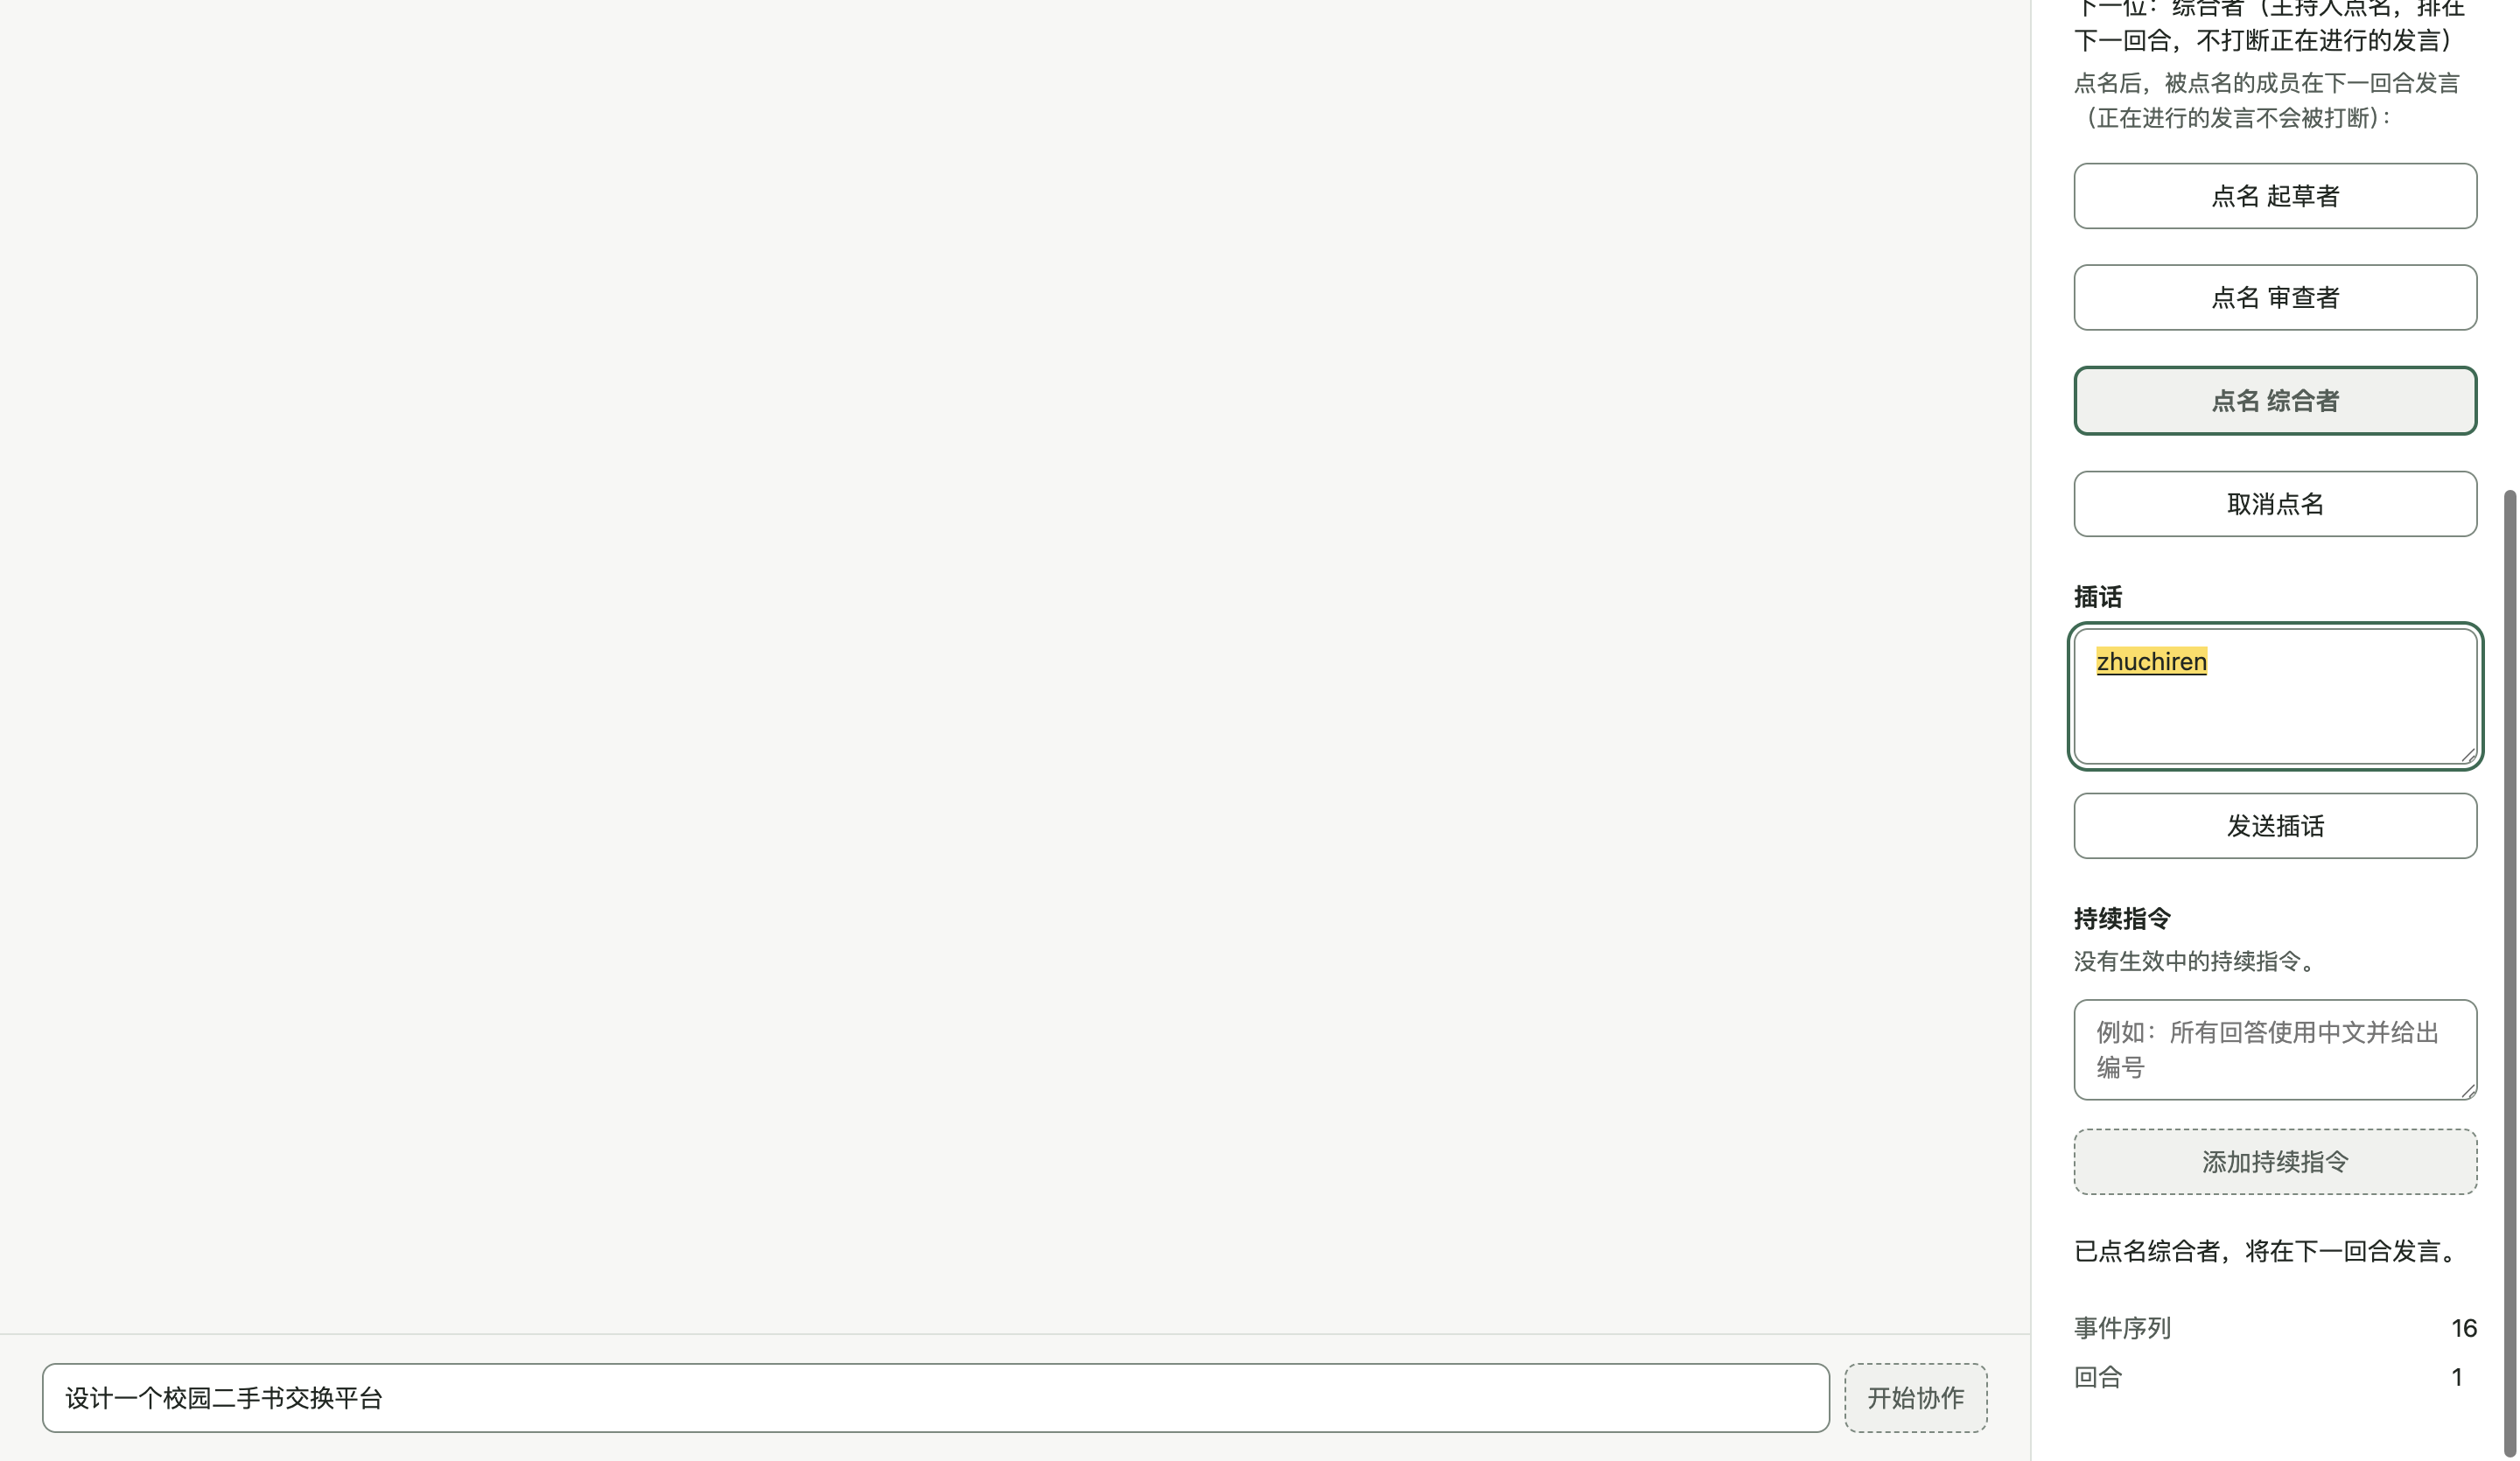 下一位：综合者（主持人点名，排在
下一回合，不打断正在进行的发言）
点名后，被点名的成员在下一回合发言
（正在进行的发言不会被打断）：
点名 起草者
点名 审查者
点名 综合者
取消点名
插话
zhuchiren
发送插话
持续指令
没有生效中的持续指令。
例如：所有回答使用中文并给出
编号
添加持续指令
已点名综合者，将在下一回合发言。
事件序列 16
回合 1
设计一个校园二手书交换平台
开始协作